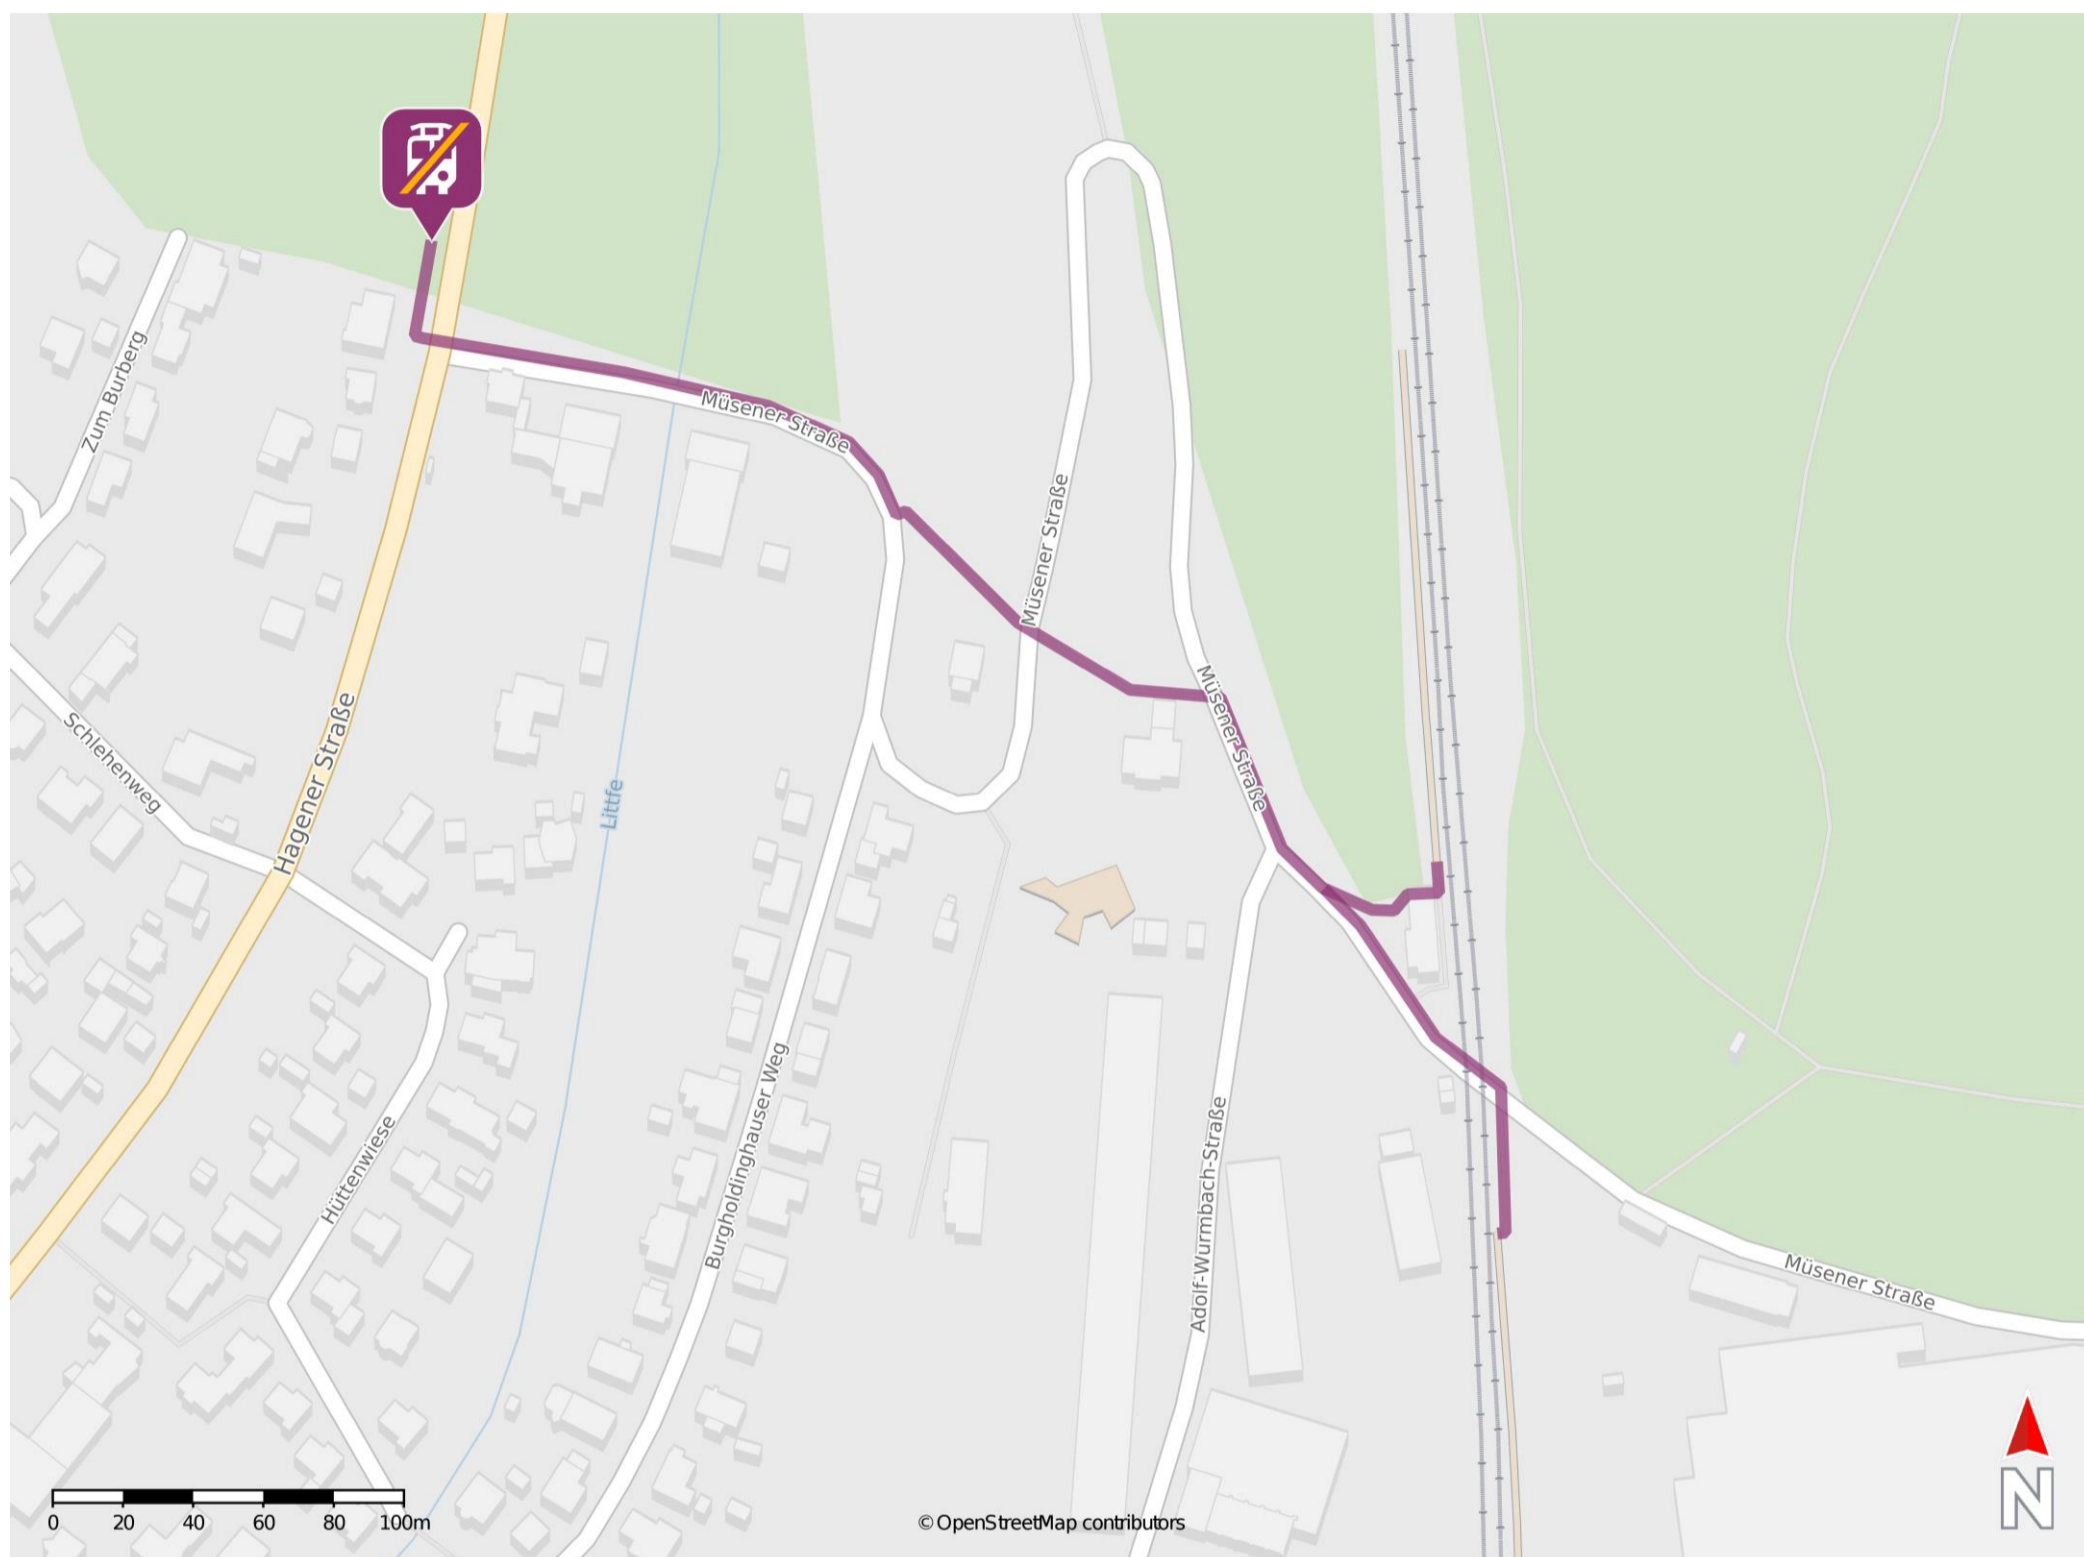 Zum Burberg
Müsener Straße
Müsener Straße
Müsener Straße
Schlehenweg
Hagener Straße
Littfe
Burgholdinghauser Weg
Adolf-Wurmbach-Straße
Hüttenwiese
Müsener Straße
0 20 40 60 80 100m
© OpenStreetMap contributors
N